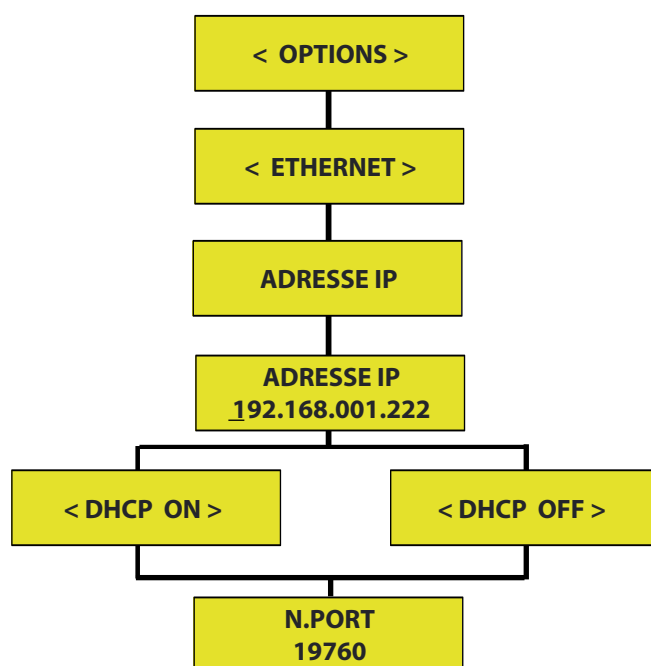 < OPTIONS >
< ETHERNET >
ADRESSE IP
ADRESSE IP
192.168.001.222
< DHCP ON >
< DHCP OFF >
N.PORT
19760